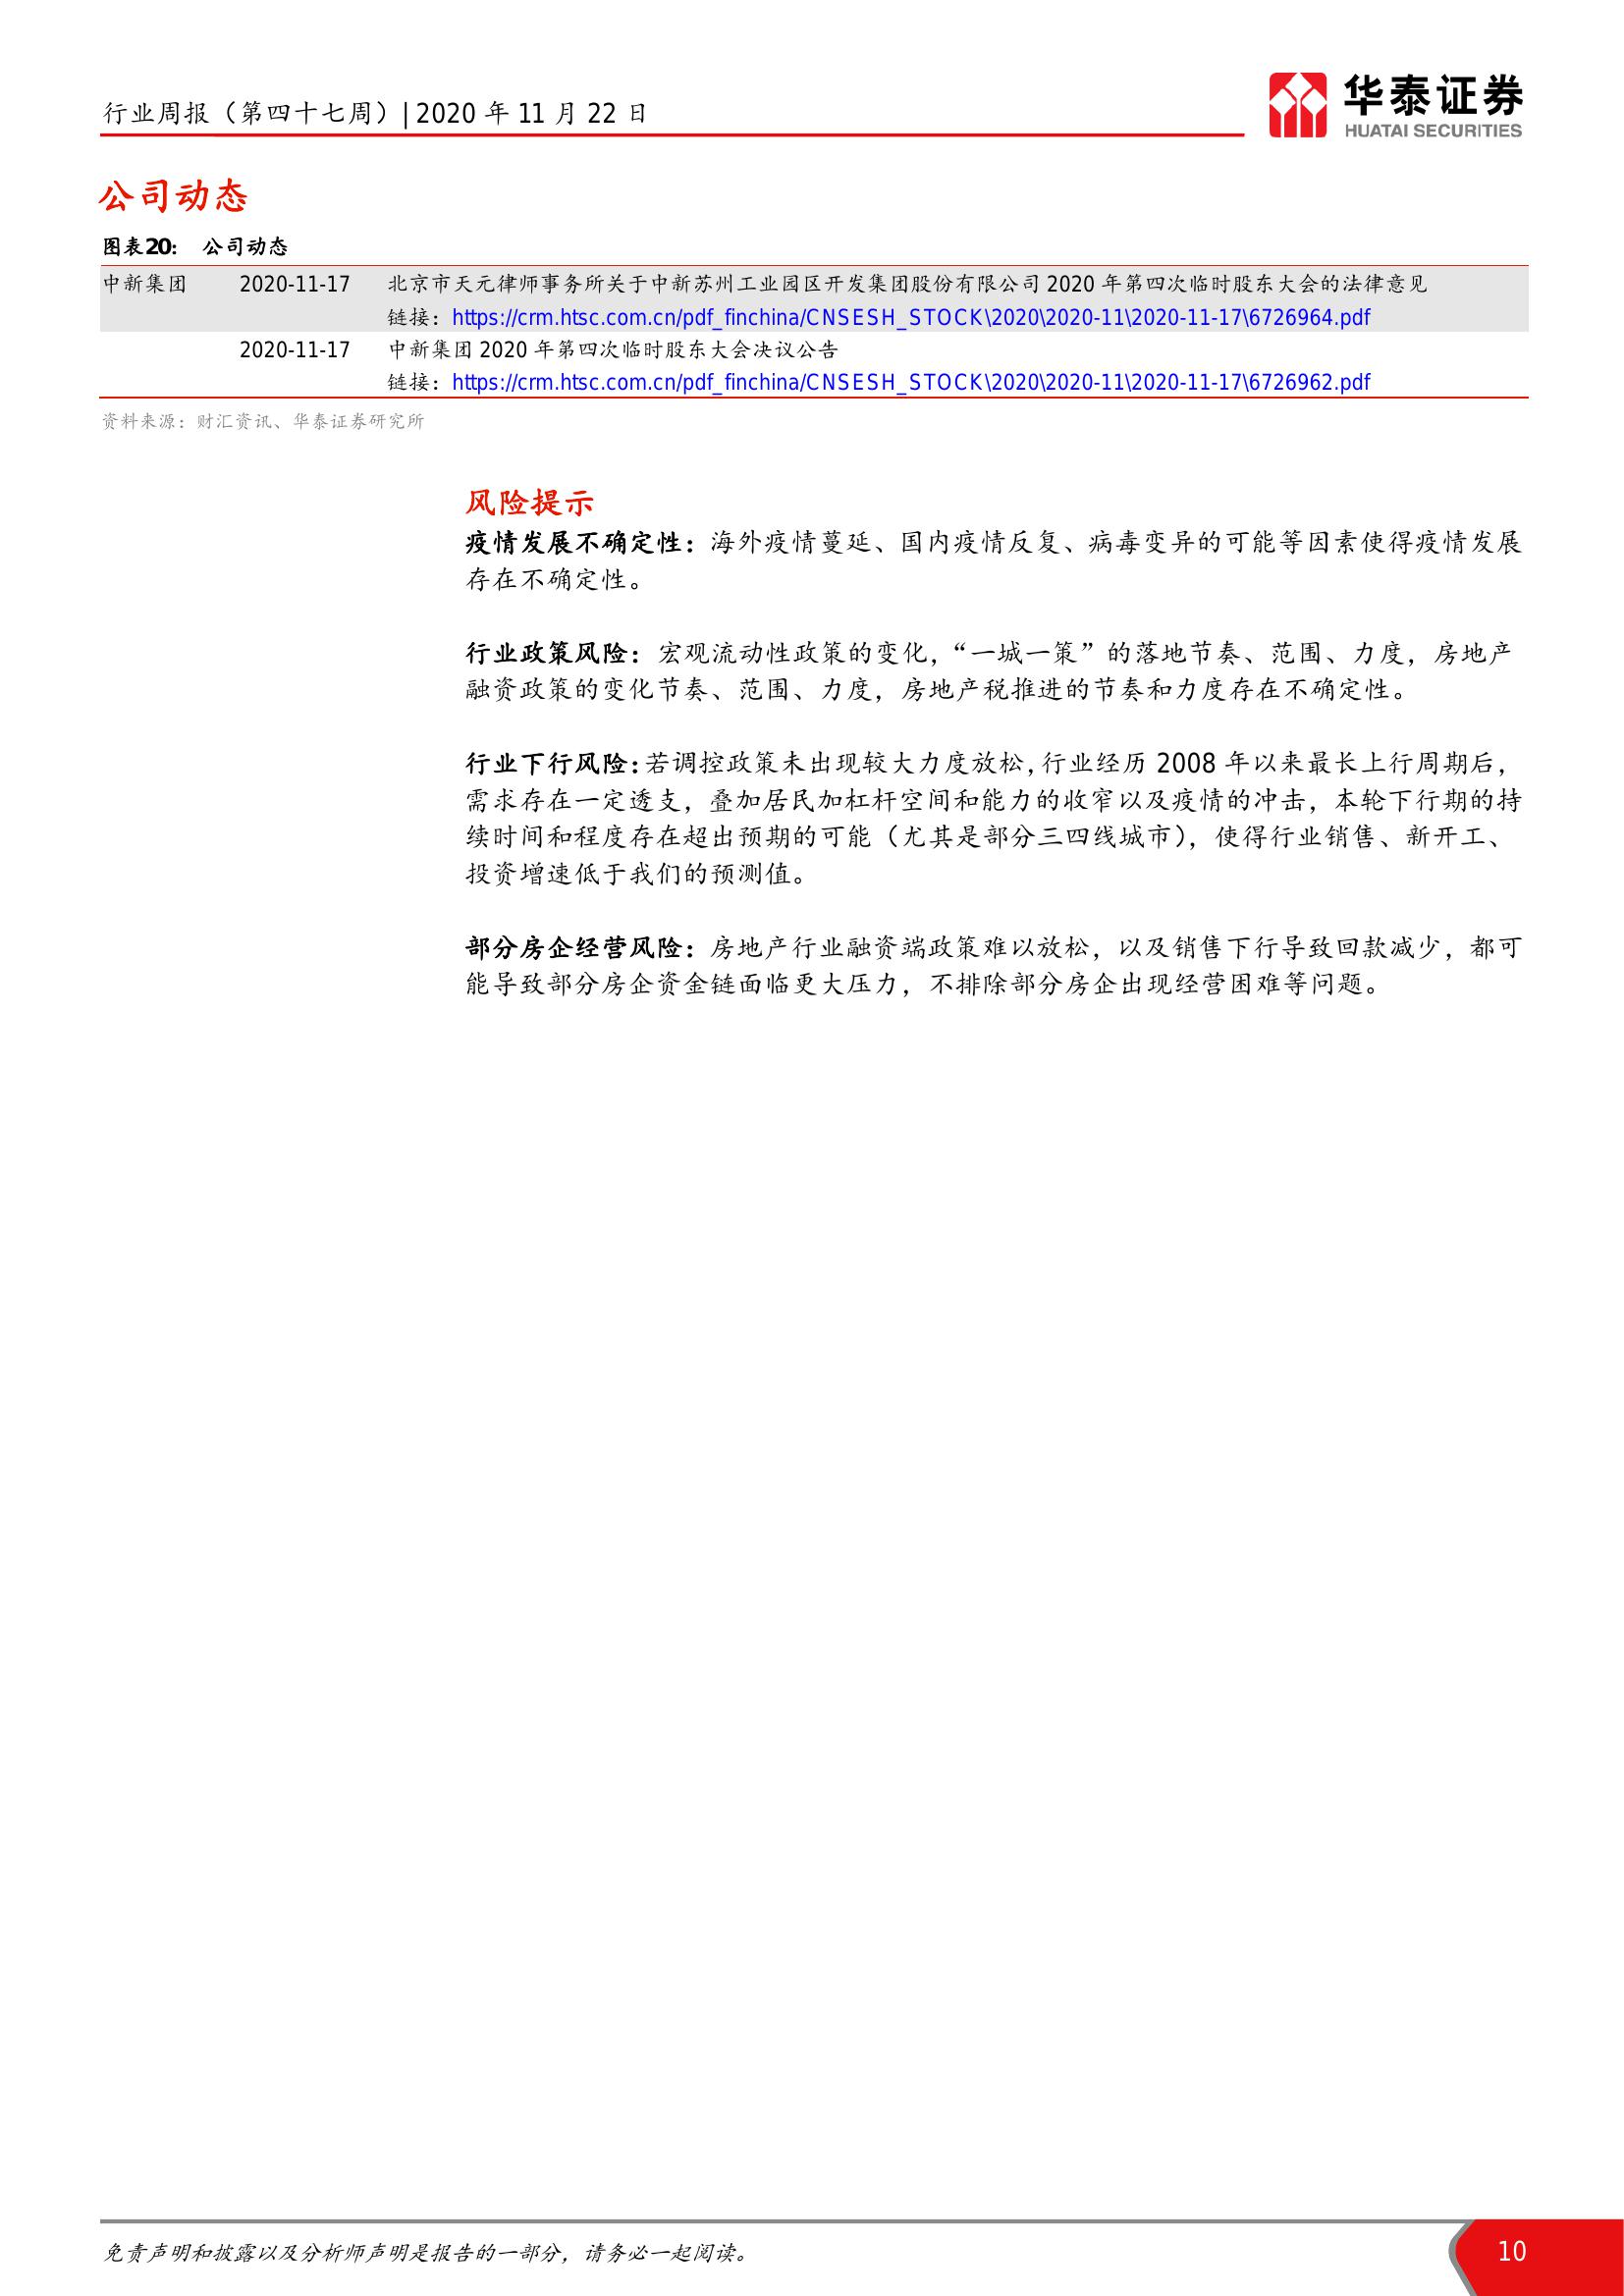 行业周报（第四十七周）| 2020 年 11 月 22 日
华泰证券
HUATAI SECURITIES
公司动态
图表20： 公司动态
中新集团 2020-11-17 北京市天元律师事务所关于中新苏州工业园区开发集团股份有限公司 2020 年第四次临时股东大会的法律意见
链接：https://crm.htsc.com.cn/pdf_finchina/CNSESH_STOCK\2020\2020-11\2020-11-17\6726964.pdf
2020-11-17 中新集团 2020 年第四次临时股东大会决议公告
链接：https://crm.htsc.com.cn/pdf_finchina/CNSESH_STOCK\2020\2020-11\2020-11-17\6726962.pdf
资料来源：财汇资讯、华泰证券研究所
风险提示
疫情发展不确定性：海外疫情蔓延、国内疫情反复、病毒变异的可能等因素使得疫情发展
存在不确定性。
行业政策风险：宏观流动性政策的变化，“一城一策”的落地节奏、范围、力度，房地产
融资政策的变化节奏、范围、力度，房地产税推进的节奏和力度存在不确定性。
行业下行风险：若调控政策未出现较大力度放松，行业经历 2008 年以来最长上行周期后，
需求存在一定透支，叠加居民加杠杆空间和能力的收窄以及疫情的冲击，本轮下行期的持
续时间和程度存在超出预期的可能（尤其是部分三四线城市），使得行业销售、新开工、
投资增速低于我们的预测值。
部分房企经营风险：房地产行业融资端政策难以放松，以及销售下行导致回款减少，都可
能导致部分房企资金链面临更大压力，不排除部分房企出现经营困难等问题。
免责声明和披露以及分析师声明是报告的一部分，请务必一起阅读。
10